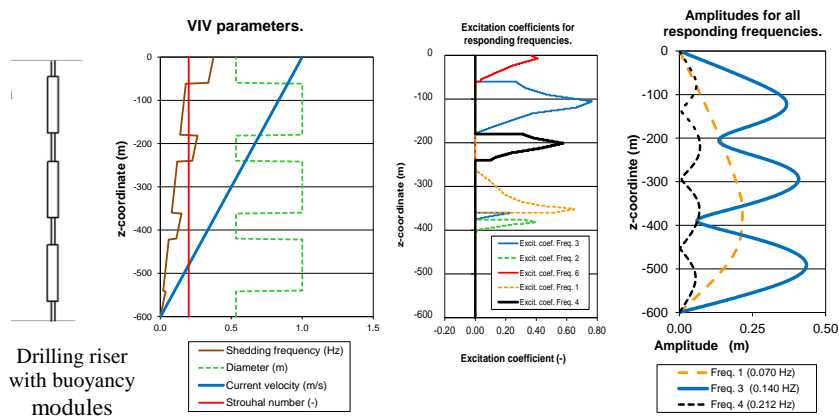 VIV parameters.
0
-100
-200
-300
-400
-500
-600
z-coordinate (m)
0.0 0.5 1.0 1.5
Shedding frequency (Hz)
Diameter (m)
Current velocity (m/s)
Strouhal number (-)
Drilling riser
with buoyancy
modules
Excitation coefficients for
responding frequencies.
0
-100
-200
-300
-400
-500
-600
z-coordinate (m)
-0.20 0.00 0.20 0.40 0.60 0.80
Excit. coef. Freq. 3
Excit. coef. Freq. 2
Excit. coef. Freq. 6
Excit. coef. Freq. 1
Excit. coef. Freq. 4
Excitation coefficient (-)
Amplitudes for all
responding frequencies.
0
-100
-200
-300
-400
-500
-600
z-coordinte (m)
0.00 0.25 0.50
Amplitude (m)
Freq. 1 (0.070 HZ)
Freq. 3 (0.140 HZ)
Freq. 4 (0.212 HZ)